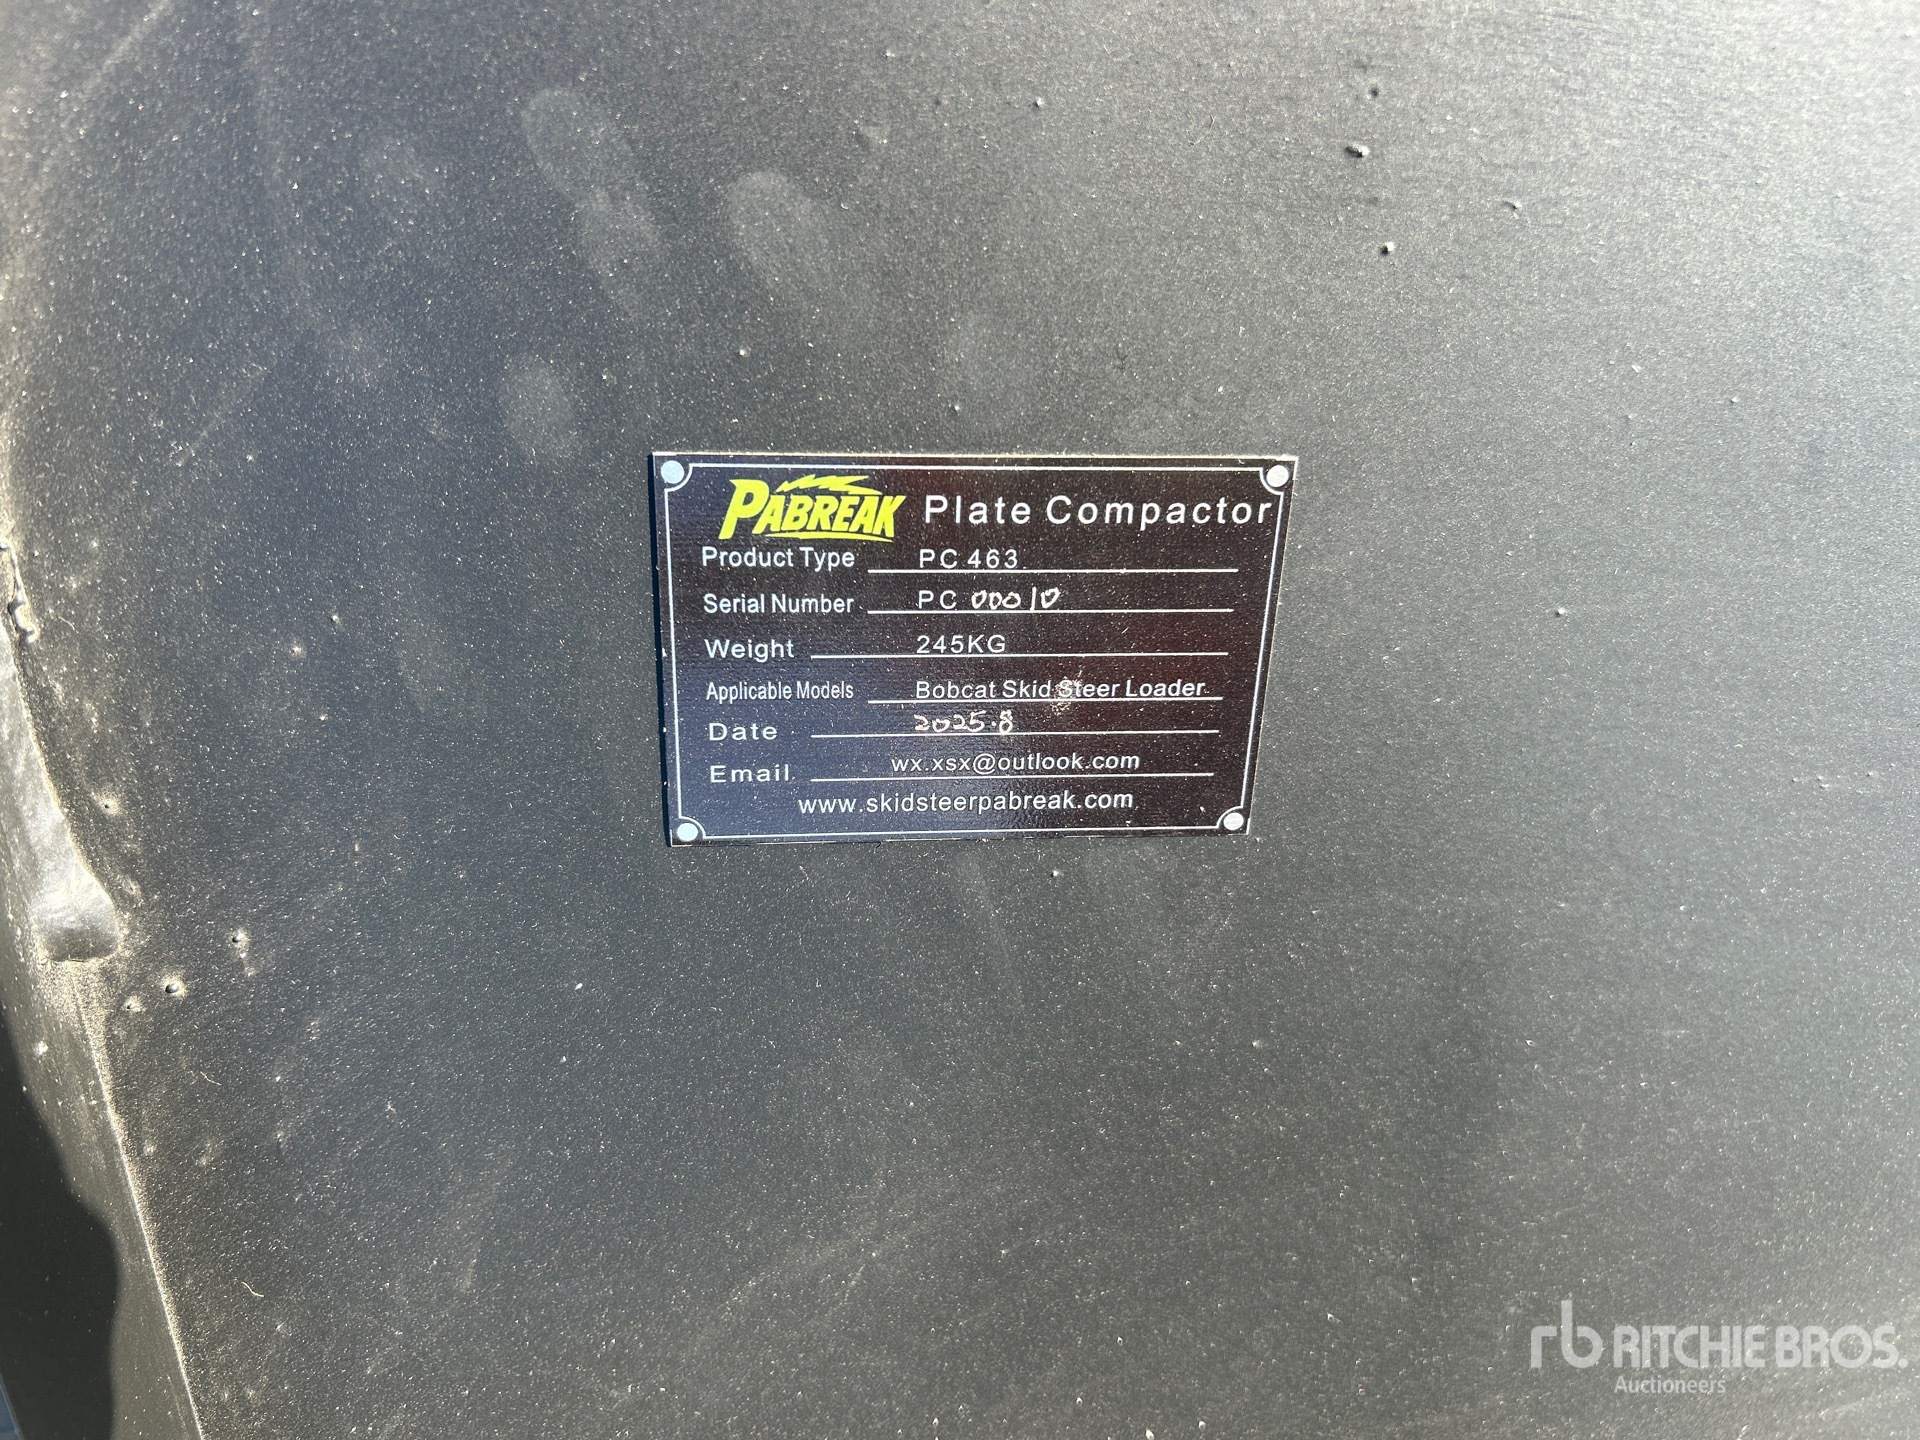 PABREAK Plate Compactor
Product Type PC 463
Serial Number PC 00010
Weight 245KG
Applicable Models Bobcat Skid Steer Loader
Date 2025.8
Email wx.xsx@outlook.com
www.skidsteerpabreak.com
rb RITCHIE BROS.
Auctioneers